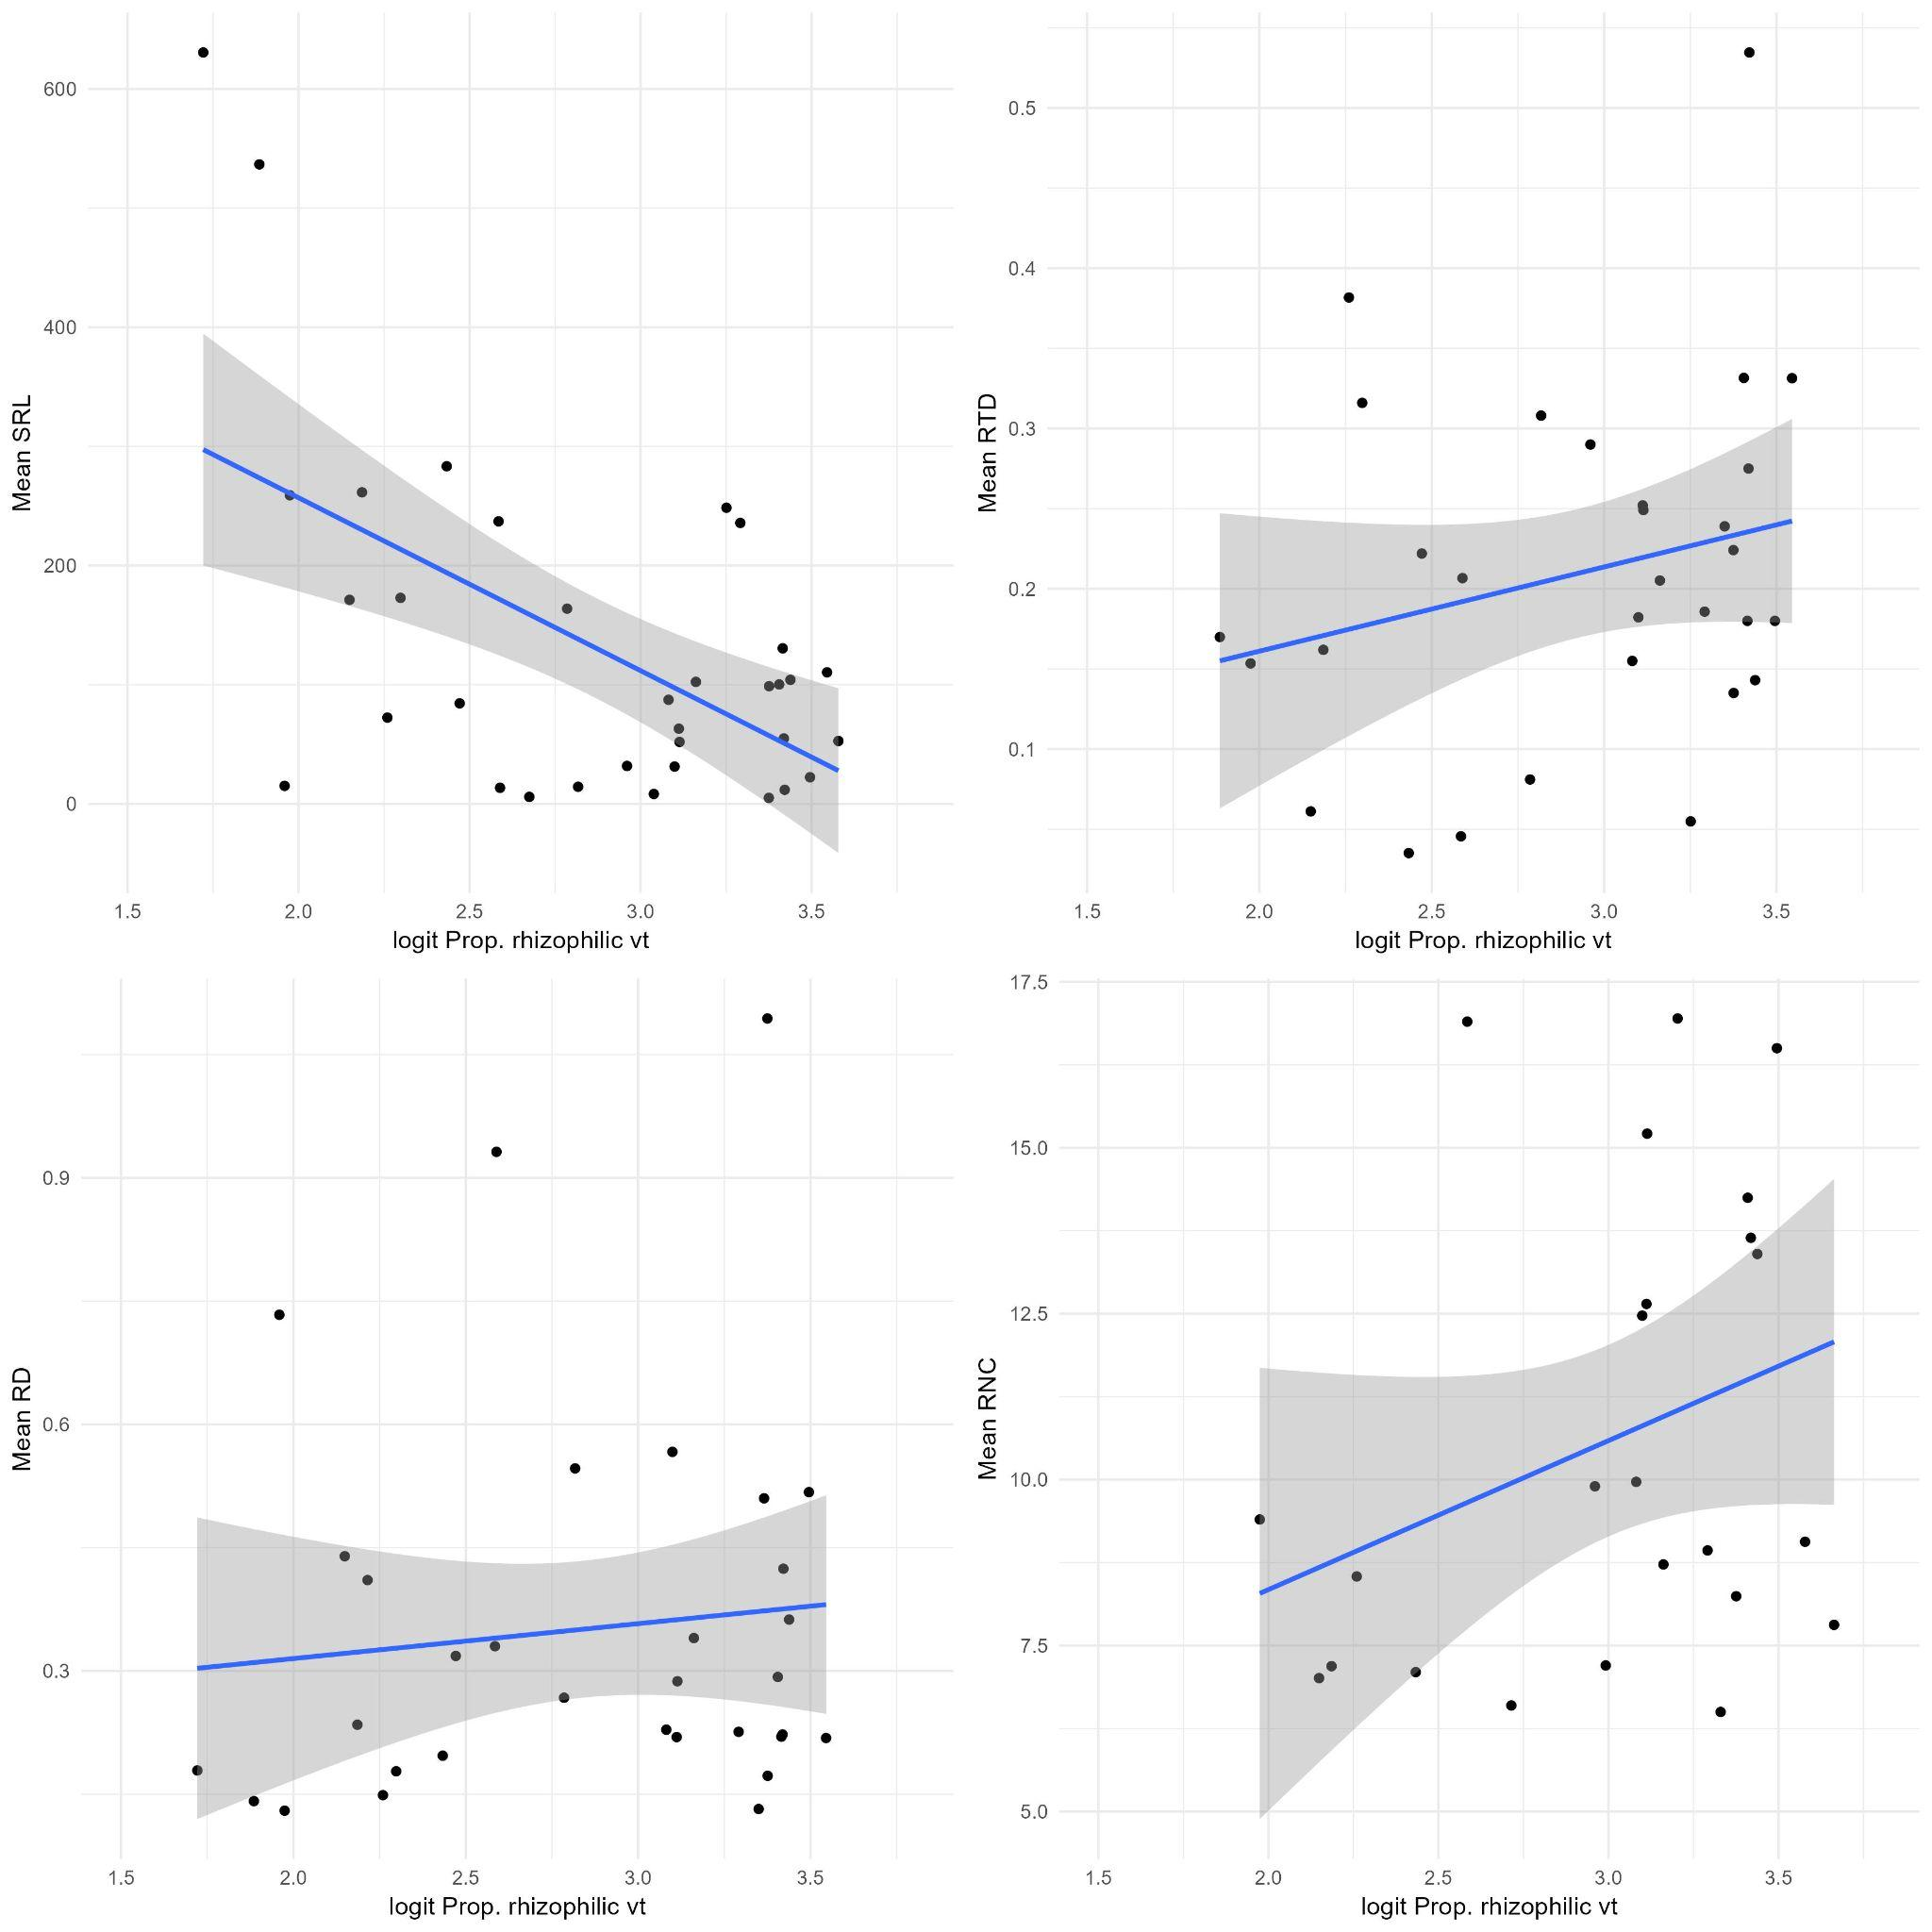 600
400
200
0
Mean SRL
1.5 2.0 2.5 3.0 3.5
logit Prop. rhizophilic vt
0.5
0.4
0.3
0.2
0.1
Mean RTD
1.5 2.0 2.5 3.0 3.5
logit Prop. rhizophilic vt
0.9
0.6
0.3
Mean RD
1.5 2.0 2.5 3.0 3.5
logit Prop. rhizophilic vt
17.5
15.0
12.5
10.0
7.5
5.0
Mean RNC
1.5 2.0 2.5 3.0 3.5
logit Prop. rhizophilic vt